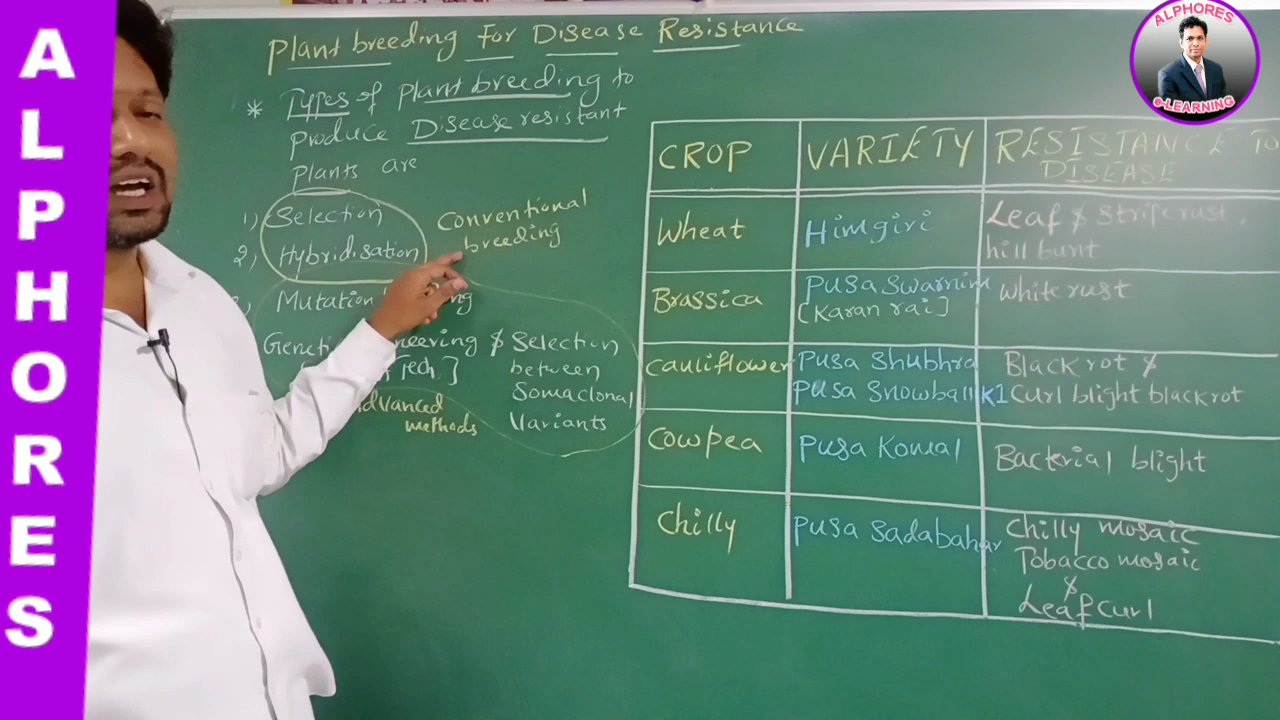 ALPHORES
Plant breeding For Disease Resistance
* Types of plant breeding to
produce Disease resistant
plants are
1) Selection
2) Hybridisation
Conventional
breeding
Mutation
Selection
between
Somaclonal
Variants
Tech.]
Advanced
methods
CROP VARIETY RESISTANCE TO
DISEASE
Wheat Himgiri Leaf & Stripe rust,
hill bunt
Brassica Pusa Swarnim White rust
[Karan rai]
Cauliflower Pusa Shubhra Black rot &
Pusa Snowball K1 Curl blight black rot
Cowpea Pusa Komal Bacterial blight
Chilly Pusa Sadabahar Chilly mosaic
Tobacco mosaic
&
Leaf Curl
ALPHORES
e-LEARNING